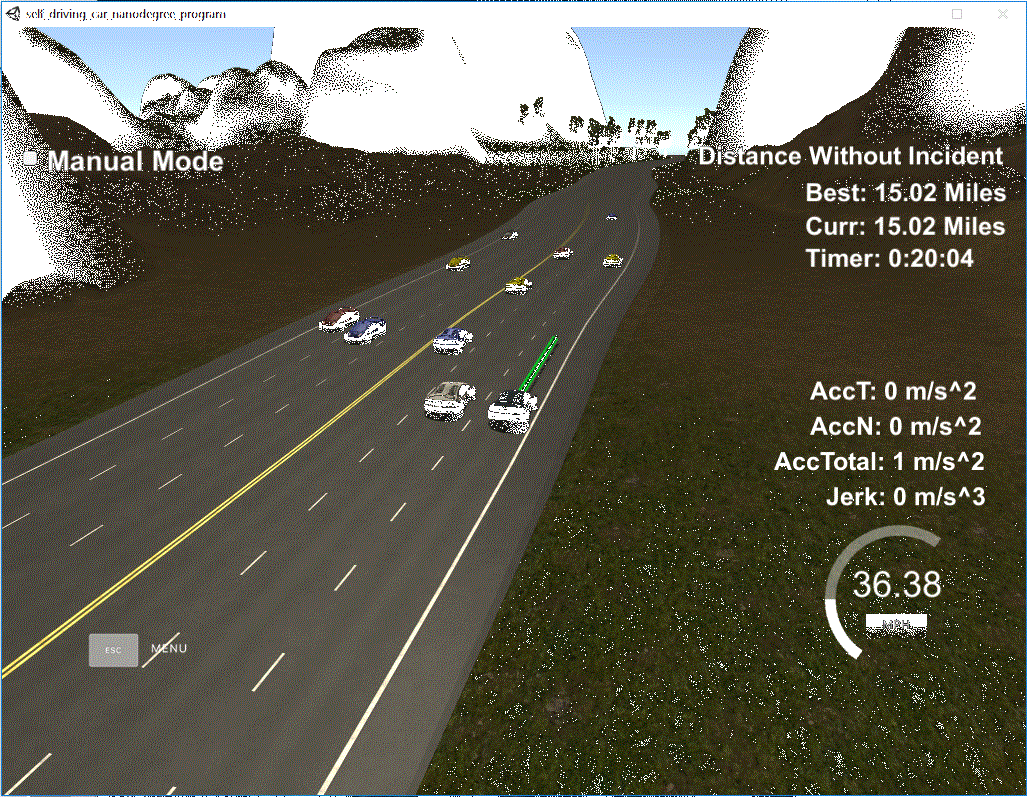 self_driving_car_nanodegree_program
Manual Mode
Distance Without Incident
Best: 15.02 Miles
Curr: 15.02 Miles
Timer: 0:20:04
AccT: 0 m/s^2
AccN: 0 m/s^2
AccTotal: 1 m/s^2
Jerk: 0 m/s^3
36.38
MPH
ESC MENU